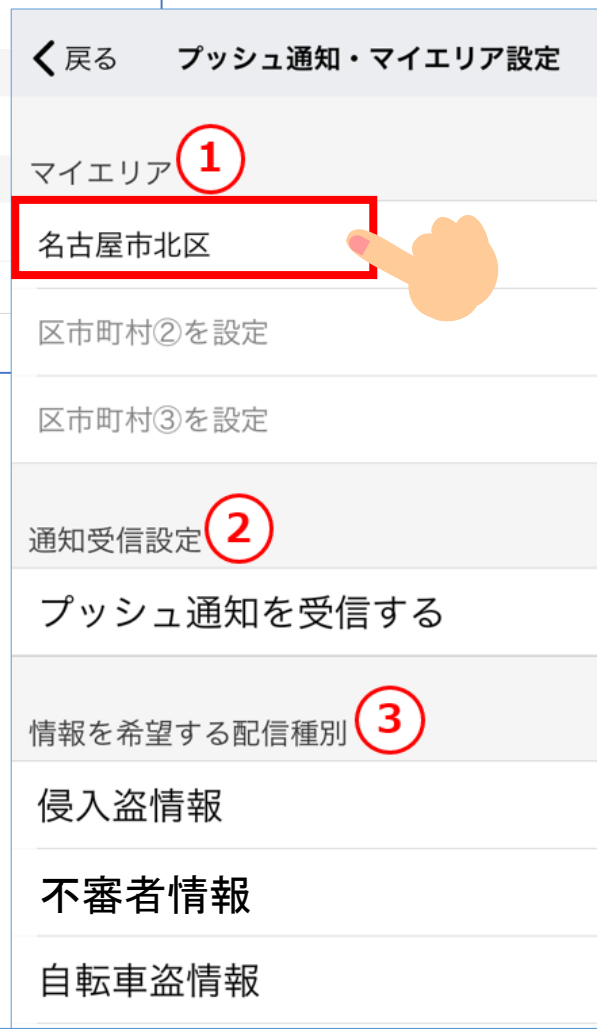 戻る プッシュ通知・マイエリア設定
マイエリア 1
名古屋市北区
区市町村②を設定
区市町村③を設定
通知受信設定 2
プッシュ通知を受信する
情報を希望する配信種別 3
侵入盗情報
不審者情報
自転車盗情報